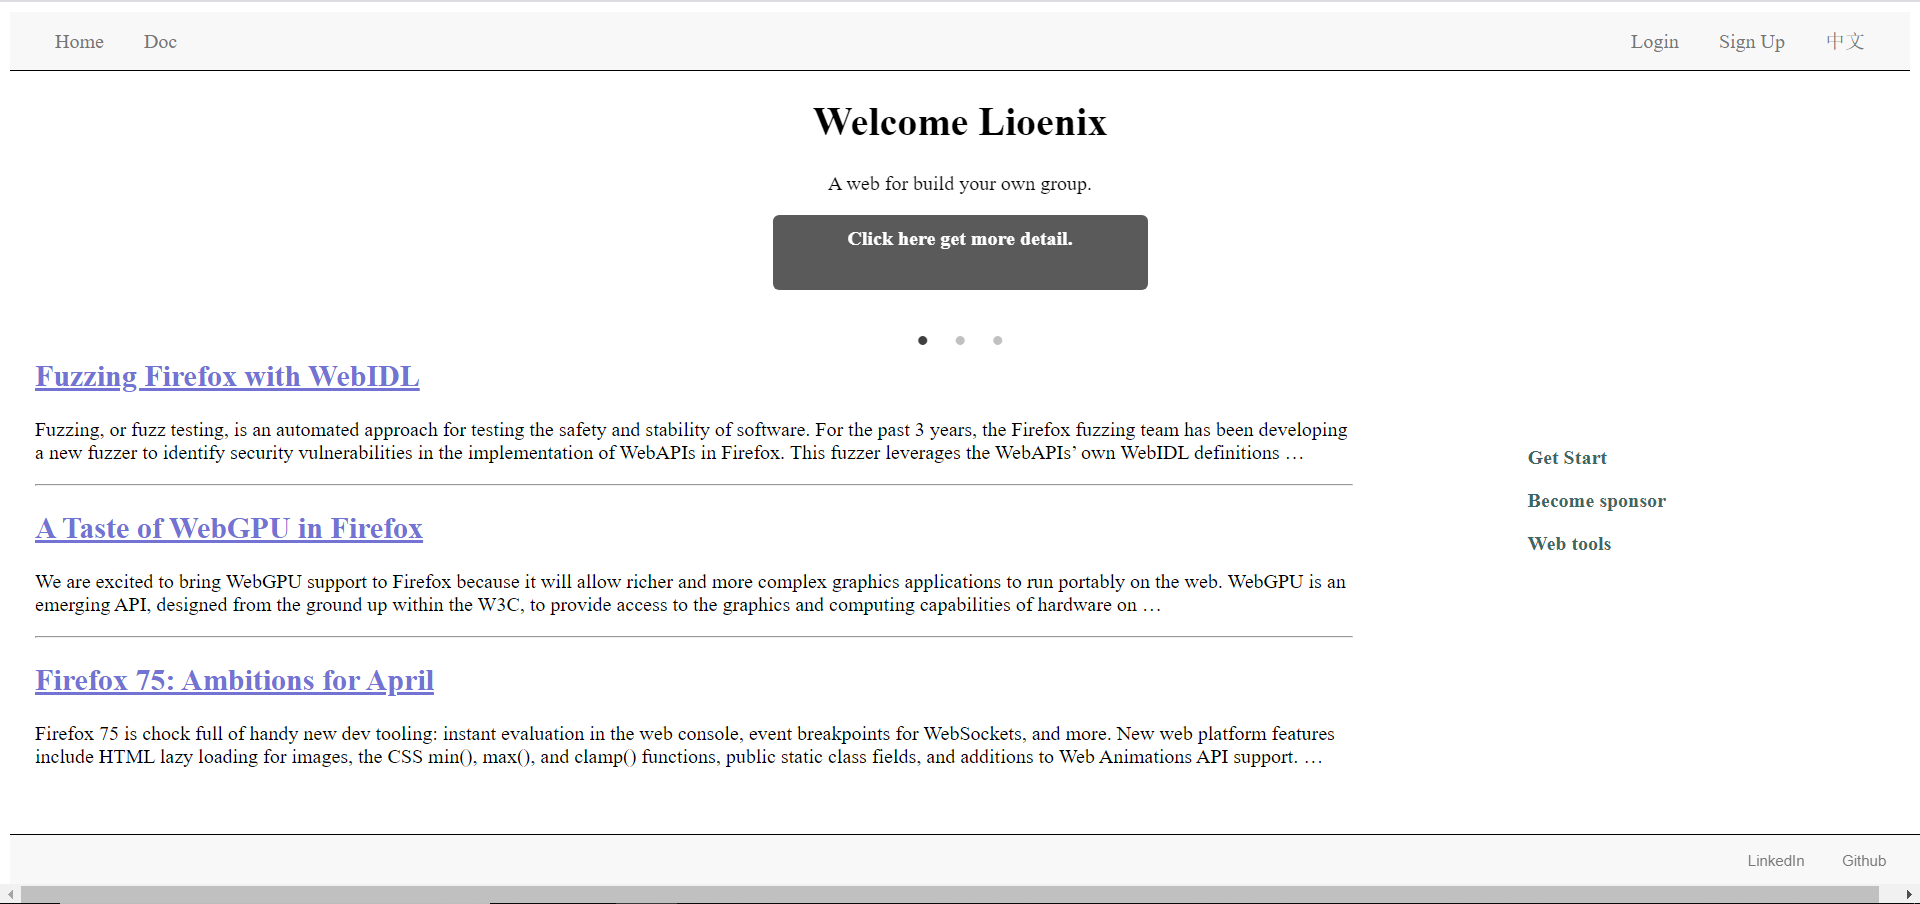 Home Doc Login Sign Up 中文
Welcome Lioenix
A web for build your own group.
Click here get more detail.
Fuzzing Firefox with WebIDL
Fuzzing, or fuzz testing, is an automated approach for testing the safety and stability of software. For the past 3 years, the Firefox fuzzing team has been developing
a new fuzzer to identify security vulnerabilities in the implementation of WebAPIs in Firefox. This fuzzer leverages the WebAPIs’ own WebIDL definitions …
A Taste of WebGPU in Firefox
We are excited to bring WebGPU support to Firefox because it will allow richer and more complex graphics applications to run portably on the web. WebGPU is an
emerging API, designed from the ground up within the W3C, to provide access to the graphics and computing capabilities of hardware on …
Firefox 75: Ambitions for April
Firefox 75 is chock full of handy new dev tooling: instant evaluation in the web console, event breakpoints for WebSockets, and more. New web platform features
include HTML lazy loading for images, the CSS min(), max(), and clamp() functions, public static class fields, and additions to Web Animations API support. …
Get Start
Become sponsor
Web tools
LinkedIn Github